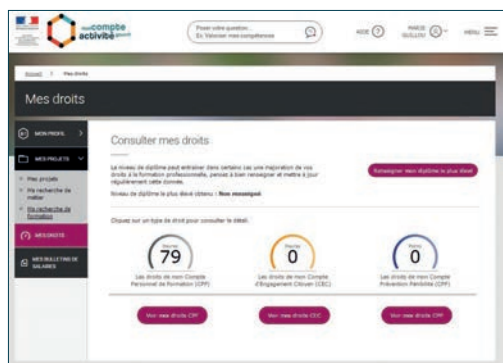 mon compte
activité
Poser votre question...
Ex. Valoriser mes compétences
AIDE ?
MARIE
GUILLOU
MENU
Accueil > Mes droits
Mes droits
MON PROFIL
MES PROJETS
Mes projets
Ma recherche de
métier
Ma recherche de
formation
MES DROITS
MES BULLETINS DE
SALAIRES
Consulter mes droits
Le niveau de diplôme peut entraîner dans certains cas une majoration de vos
droits à la formation professionnelle, pensez à bien renseigner et mettre à jour
régulièrement cette donnée.
Renseigner mon diplôme le plus élevé
Niveau de diplôme le plus élevé obtenu : Non renseigné
Cliquez sur un type de droit pour consulter le détail.
Heures
79
Les droits de mon Compte
Personnel de Formation (CPF)
Voir mes droits CPF
Heures
0
Les droits de mon Compte
d'Engagement Citoyen (CEC)
Voir mes droits CEC
Points
0
Les droits de mon Compte
Prévention Pénibilité (CPP)
Voir mes droits CPP